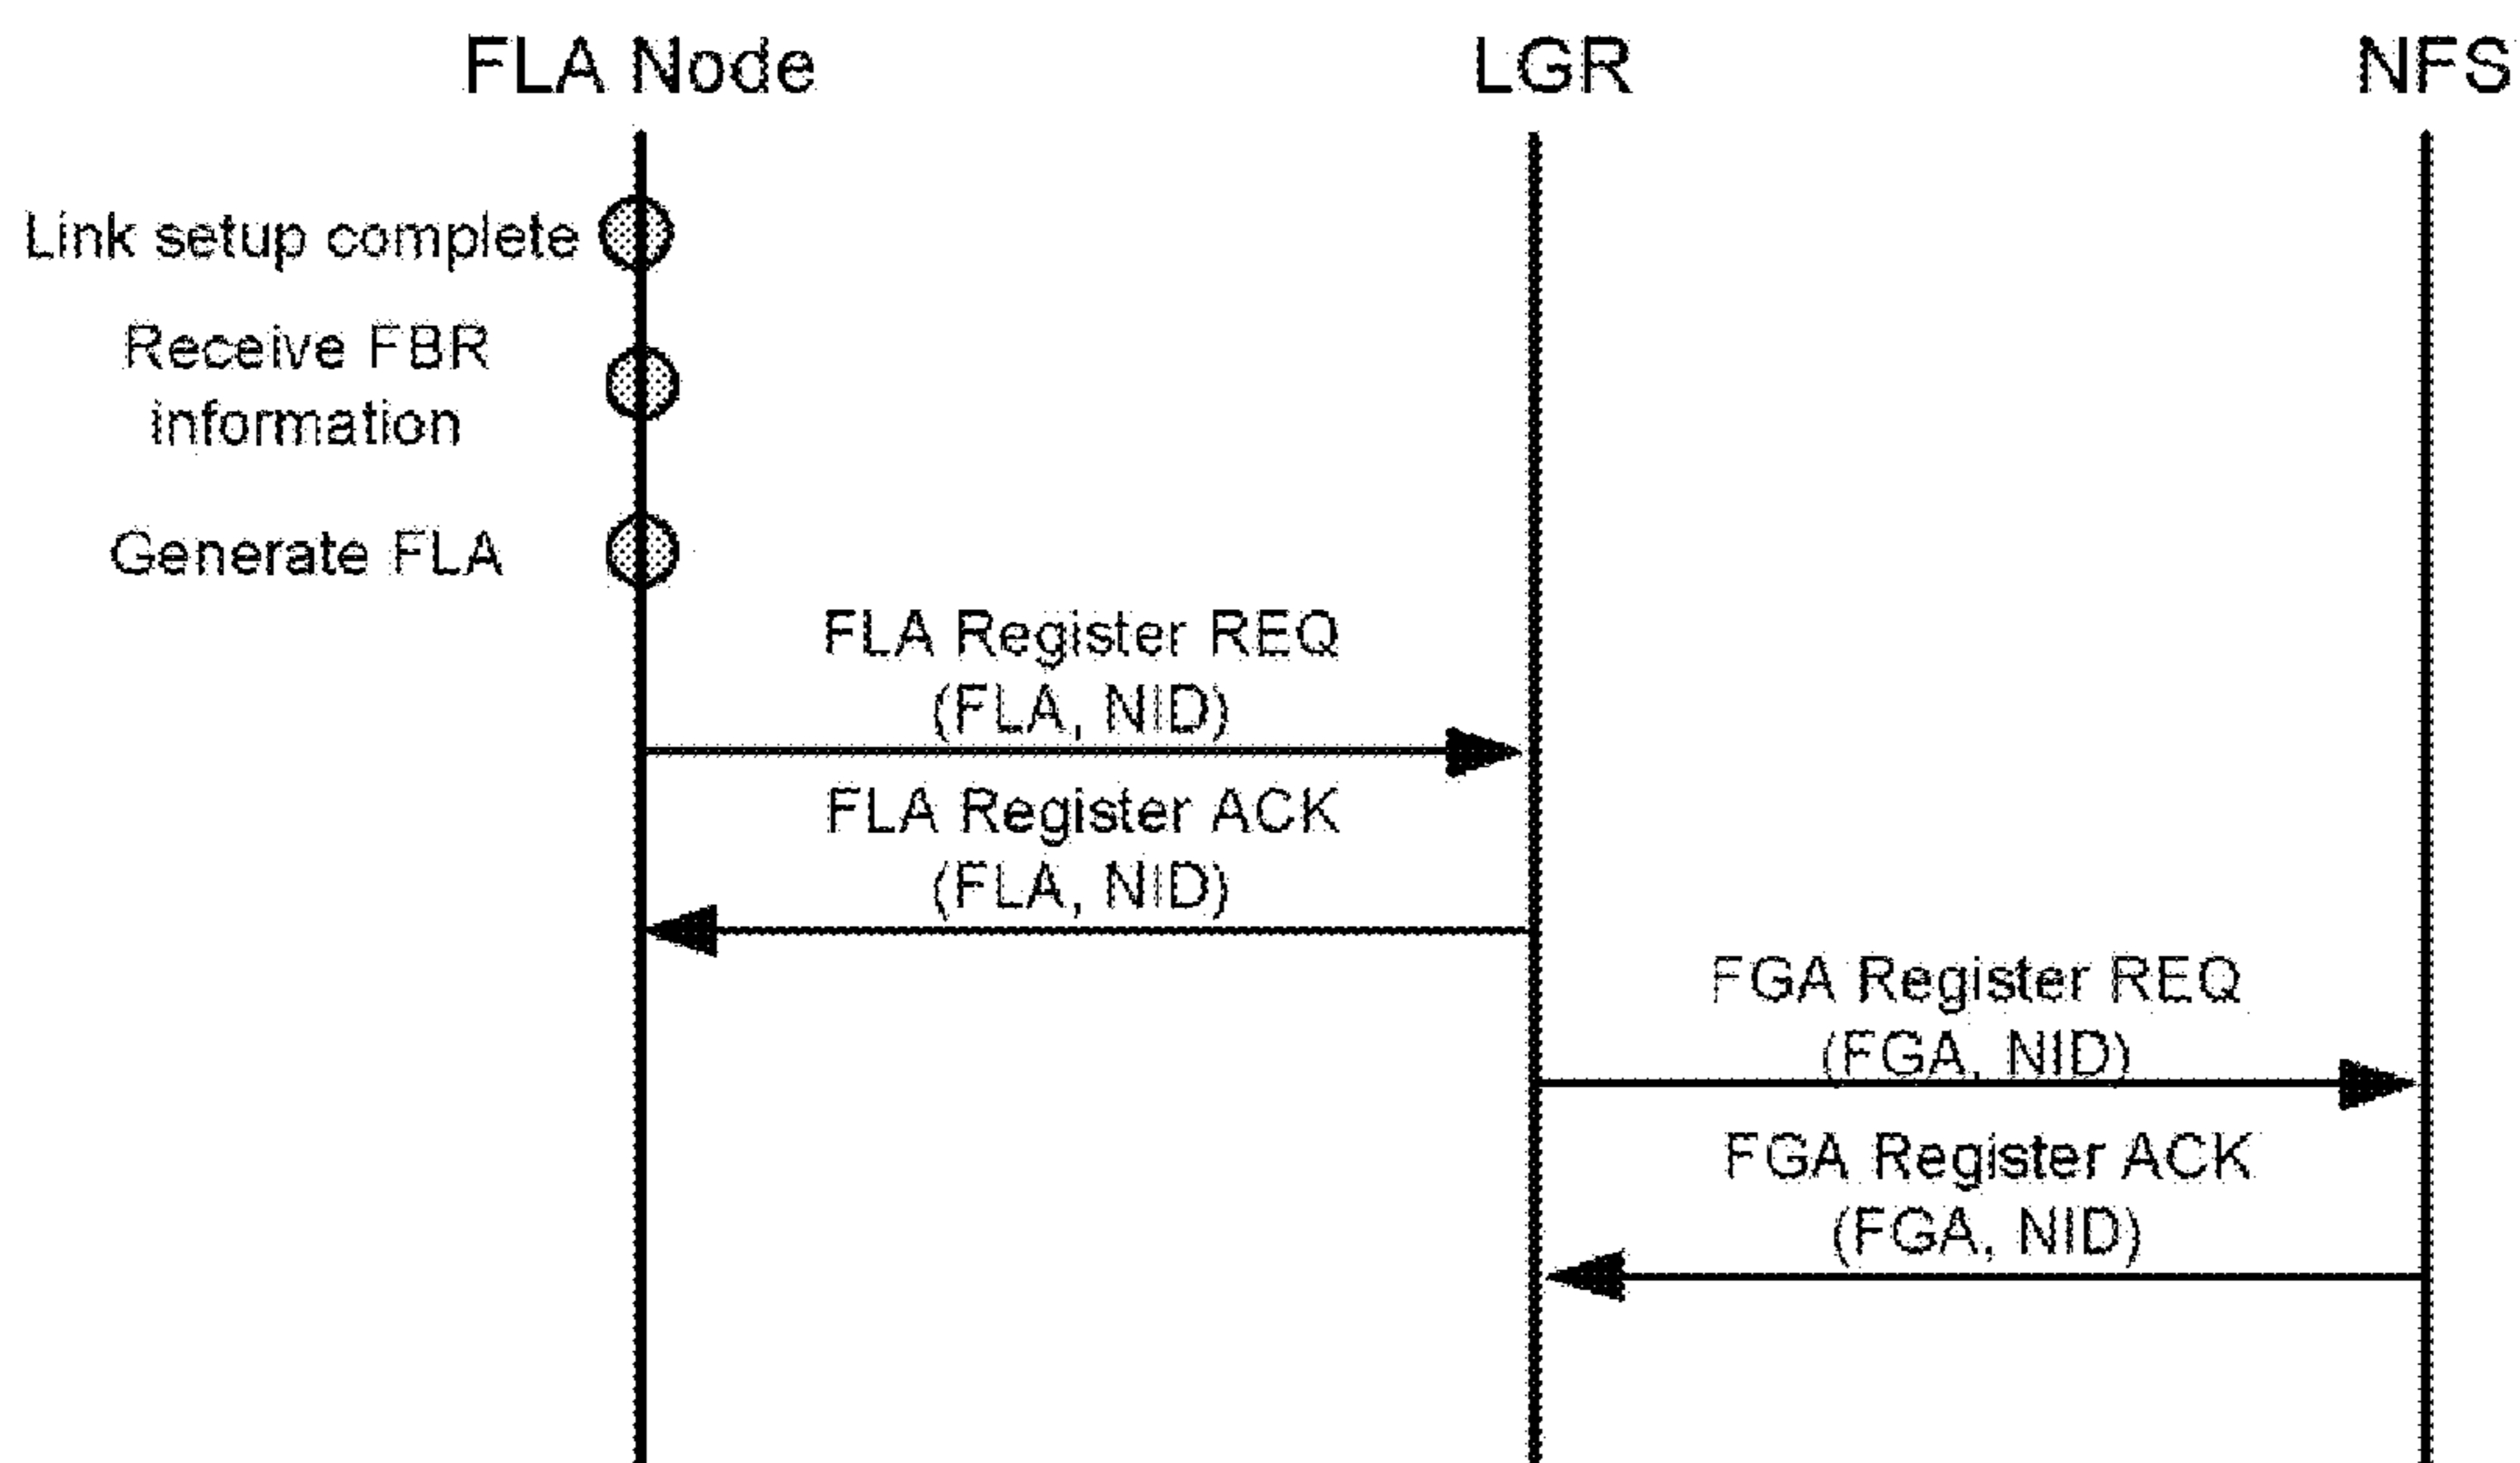 FLA Node
LGR
NFS
Link setup complete
Receive FBR
information
Generate FLA
FLA Register REQ
(FLA, NID)
FLA Register ACK
(FLA, NID)
FGA Register REQ
(FGA, NID)
FGA Register ACK
(FGA, NID)